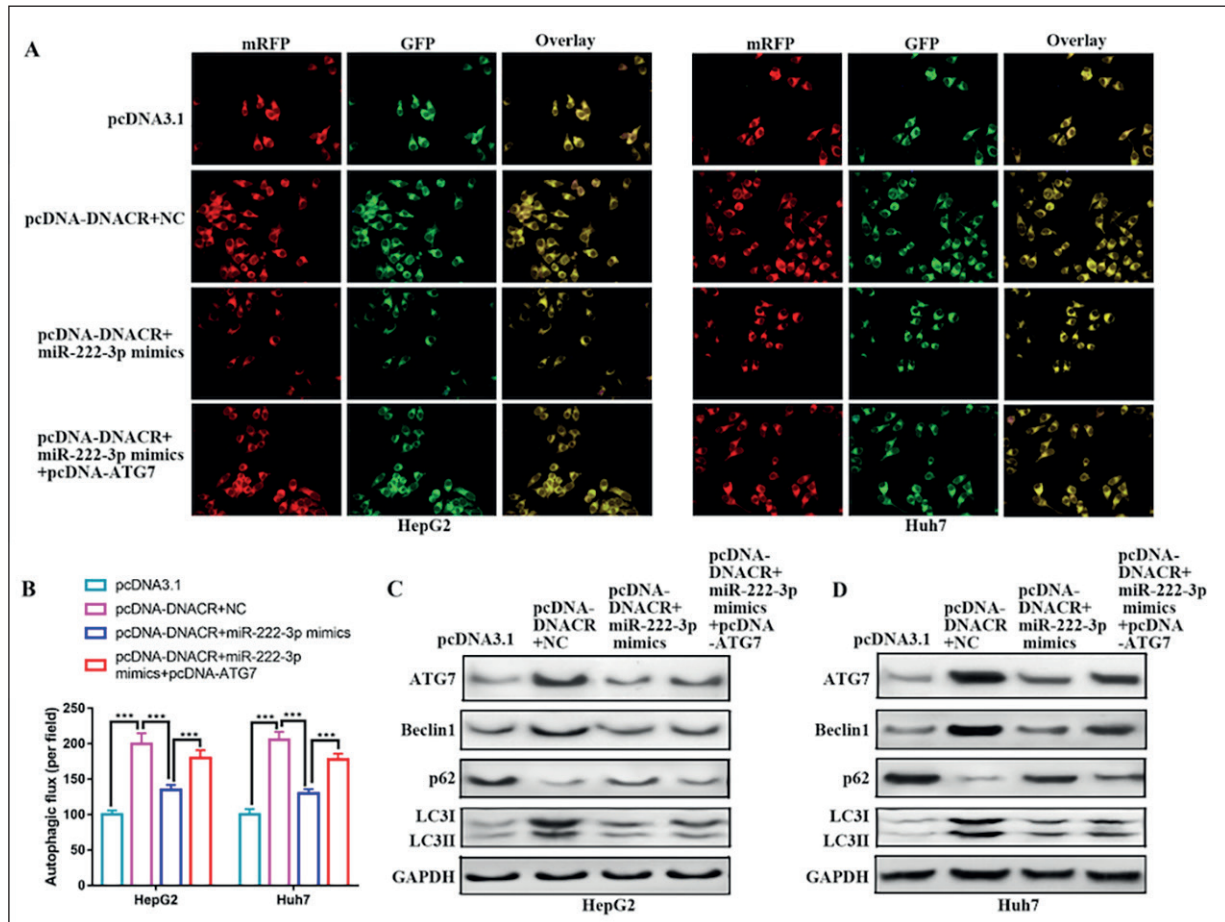 A
mRFP GFP Overlay mRFP GFP Overlay
pcDNA3.1
pcDNA-DNACR+NC
pcDNA-DNACR+
miR-222-3p mimics
pcDNA-DNACR+
miR-222-3p mimics
+pcDNA-ATG7
HepG2 Huh7
B
pcDNA3.1
pcDNA-DNACR+NC
pcDNA-DNACR+miR-222-3p mimics
pcDNA-DNACR+miR-222-3p
mimics+pcDNA-ATG7
Autophagic flux (per field)
250
200
150
100
50
0
*** *** *** *** *** ***
HepG2 Huh7
C
pcDNA3.1
pcDNA-
DNACR
+NC
pcDNA-
DNACR+
miR-222-3p
mimics
pcDNA-
DNACR+
miR-222-3p
mimics
+pcDNA
-ATG7
ATG7
Beclin1
p62
LC3I
LC3II
GAPDH
HepG2
D
pcDNA3.1
pcDNA-
DNACR
+NC
pcDNA-
DNACR+
miR-222-3p
mimics
pcDNA-
DNACR+
miR-222-3p
mimics
+pcDNA
-ATG7
ATG7
Beclin1
p62
LC3I
LC3II
GAPDH
Huh7